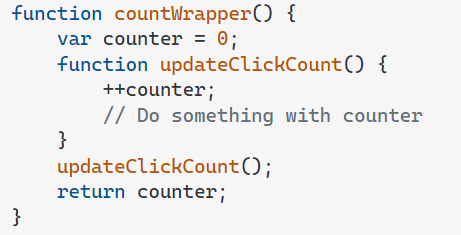 function countWrapper() {
    var counter = 0;
    function updateClickCount() {
        ++counter;
        // Do something with counter
    }
    updateClickCount();
    return counter;
}